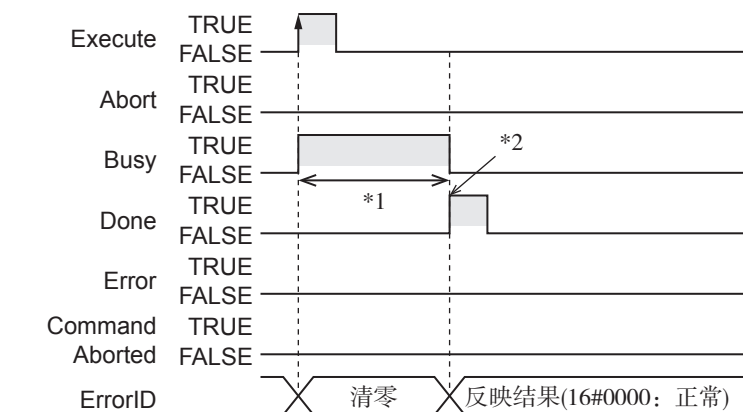 Execute TRUE
FALSE
Abort TRUE
FALSE
Busy TRUE *2
FALSE
*1
Done TRUE
FALSE
Error TRUE
FALSE
Command TRUE
Aborted FALSE
ErrorID 清零 反映结果(16#0000：正常)